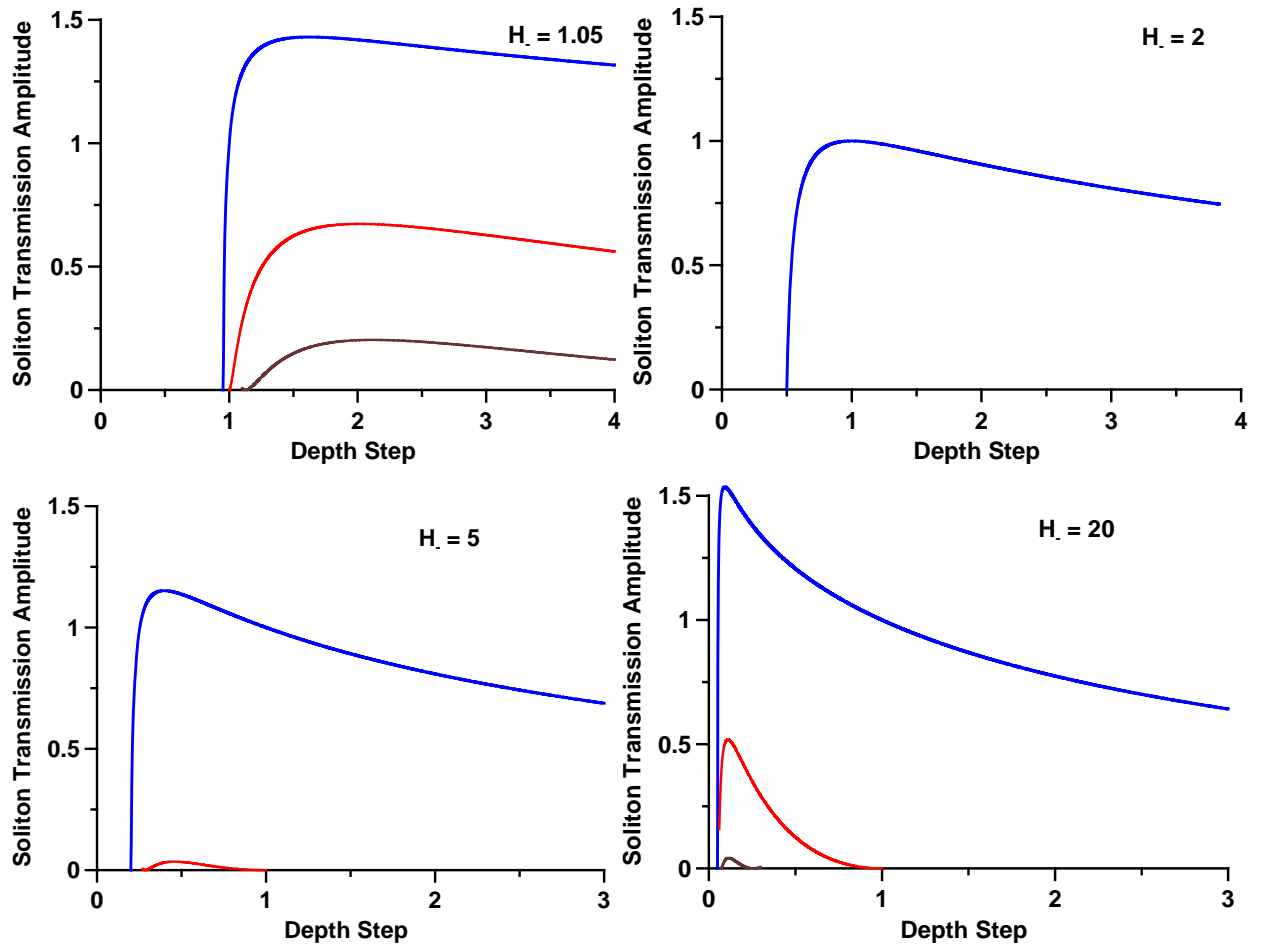 H- = 1.05
Soliton Transmission Amplitude
1.5
1
0.5
0
0 1 2 3 4
Depth Step
H- = 2
Soliton Transmission Amplitude
1.5
1
0.5
0
0 1 2 3 4
Depth Step
H- = 5
Soliton Transmission Amplitude
1.5
1
0.5
0
0 1 2 3
Depth Step
H- = 20
Soliton Transmission Amplitude
1.5
1
0.5
0
0 1 2 3
Depth Step